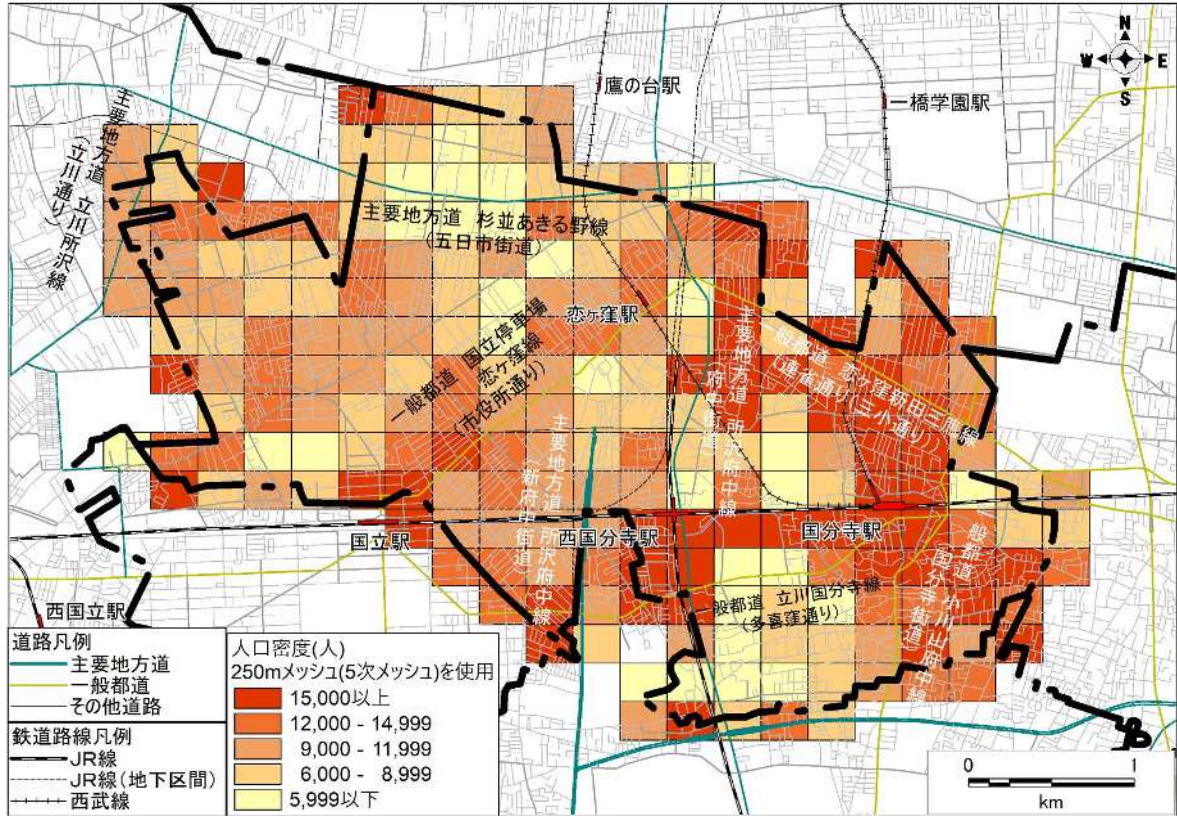 N
W E
S
鷹の台駅
一橋学園駅
主要地方道 立川所沢線
(立川通り)
主要地方道 杉並あきる野線
(五日市街道)
恋ヶ窪駅
一般都道 国立停車場
恋ヶ窪線
(市役所通り)
主要地方道 所沢府中線
(府中街道)
一般都道 恋ヶ窪新田三鷹線
(連雀通り(三小通り))
主要地方道 所沢府中線
(新府中街道)
国立駅
西国分寺駅
国分寺駅
一般都道 小川山府中線
(国分寺街道)
一般都道 立川国分寺線
(多喜窪通り)
西国立駅
道路凡例
主要地方道
一般都道
その他道路
鉄道路線凡例
JR線
JR線(地下区間)
西武線
人口密度(人)
250mメッシュ(5次メッシュ)を使用
15,000以上
12,000 - 14,999
9,000 - 11,999
6,000 - 8,999
5,999以下
0 1
km